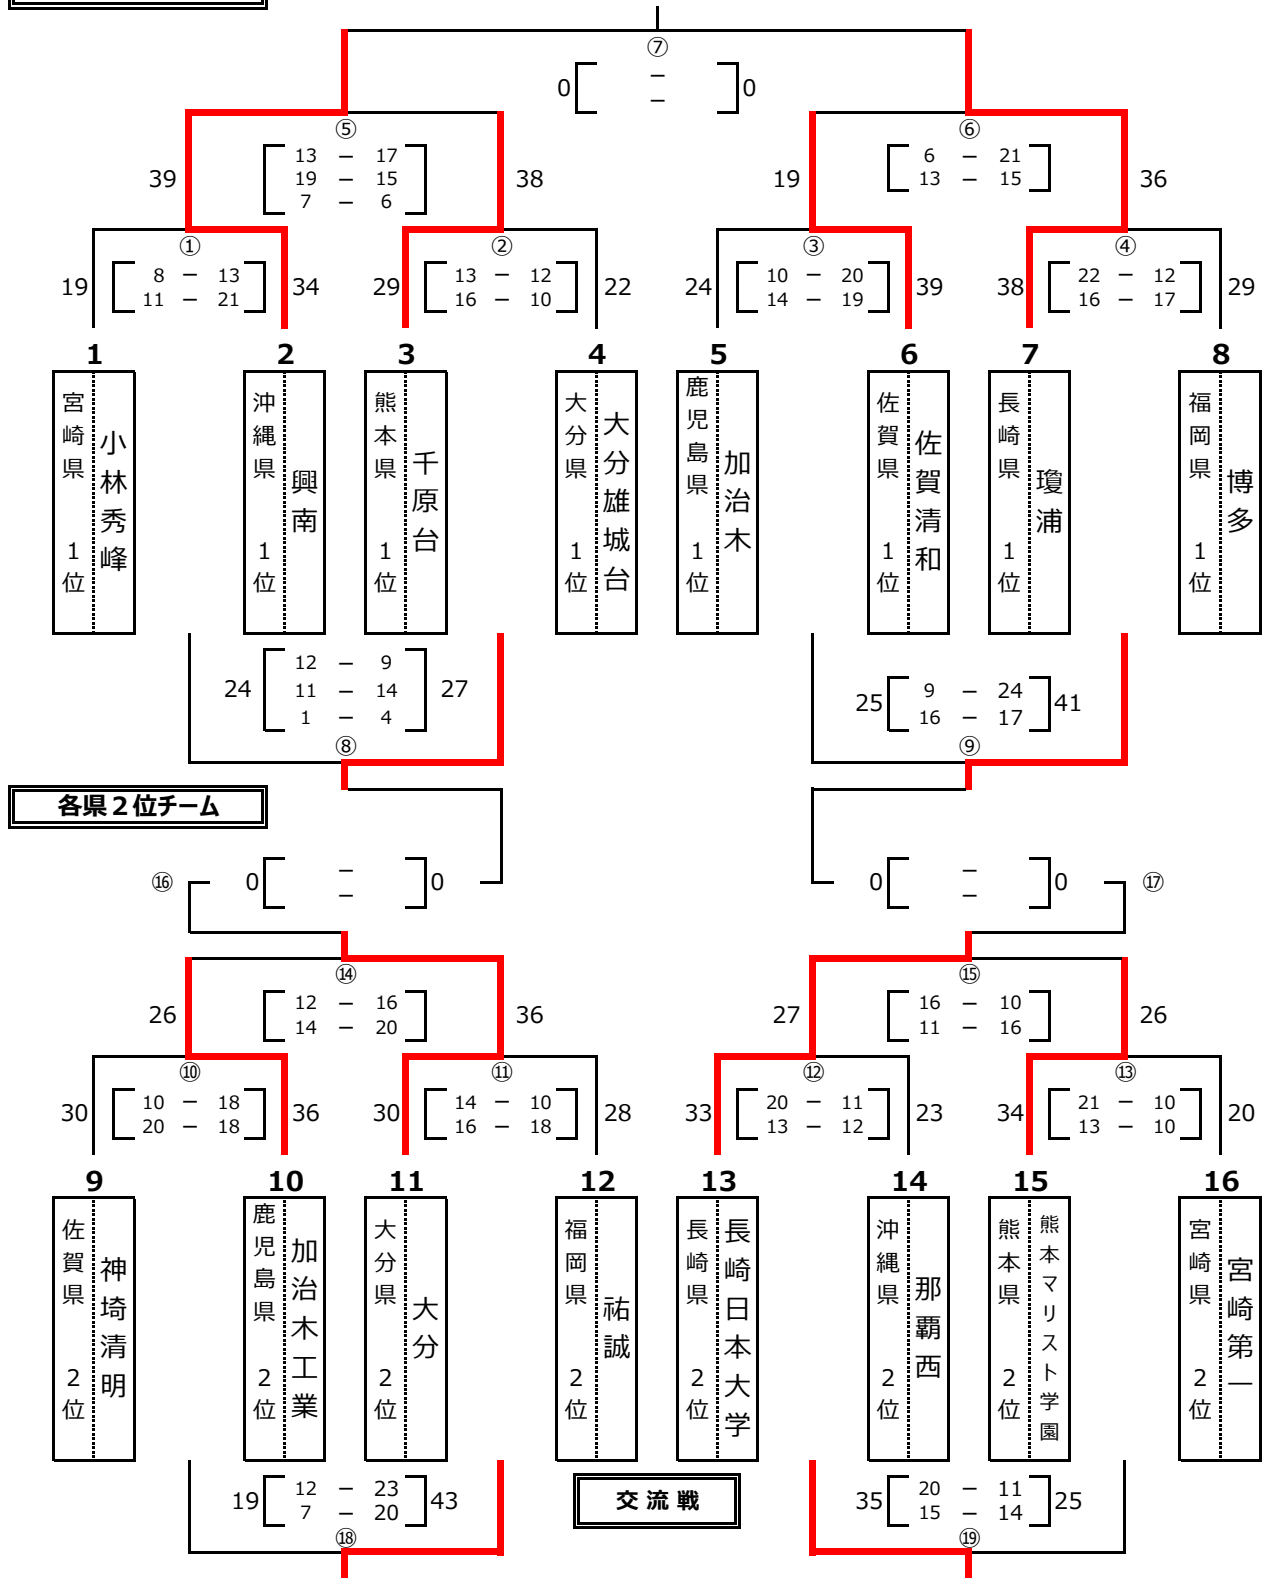 ⑦
0 － 0
－
⑤ ⑥
13 － 17 6 － 21
39 19 － 15 38 19 13 － 15 36
7 － 6
① ② ③ ④
19 8 － 13 34 29 13 － 12 22 24 10 － 20 39 38 22 － 12 29
11 － 21 16 － 10 14 － 19 16 － 17
1 2 3 4 5 6 7 8
宮崎県 1位 小林秀峰
沖縄県 1位 興南
熊本県 1位 千原台
大分県 1位 大分雄城台
鹿児島県 1位 加治木
佐賀県 1位 佐賀清和
長崎県 1位 瓊浦
福岡県 1位 博多
12 － 9
24 11 － 14 27 25 9 － 24 41
1 － 4 16 － 17
⑧ ⑨
各県２位チーム
⑯ 0 － 0 0 － 0 ⑰
－ －
⑭ ⑮
26 12 － 16 36 27 16 － 10 26
14 － 20 11 － 16
⑩ ⑪ ⑫ ⑬
30 10 － 18 36 30 14 － 10 28 33 20 － 11 23 34 21 － 10 20
20 － 18 16 － 18 13 － 12 13 － 10
9 10 11 12 13 14 15 16
佐賀県 2位 神埼清明
鹿児島県 2位 加治木工業
大分県 2位 大分
福岡県 2位 祐誠
長崎県 2位 長崎日本大学
沖縄県 2位 那覇西
熊本県 2位 熊本マリスト学園
宮崎県 2位 宮崎第一
19 12 － 23 43 交流戦 35 20 － 11 25
7 － 20 15 － 14
⑱ ⑲